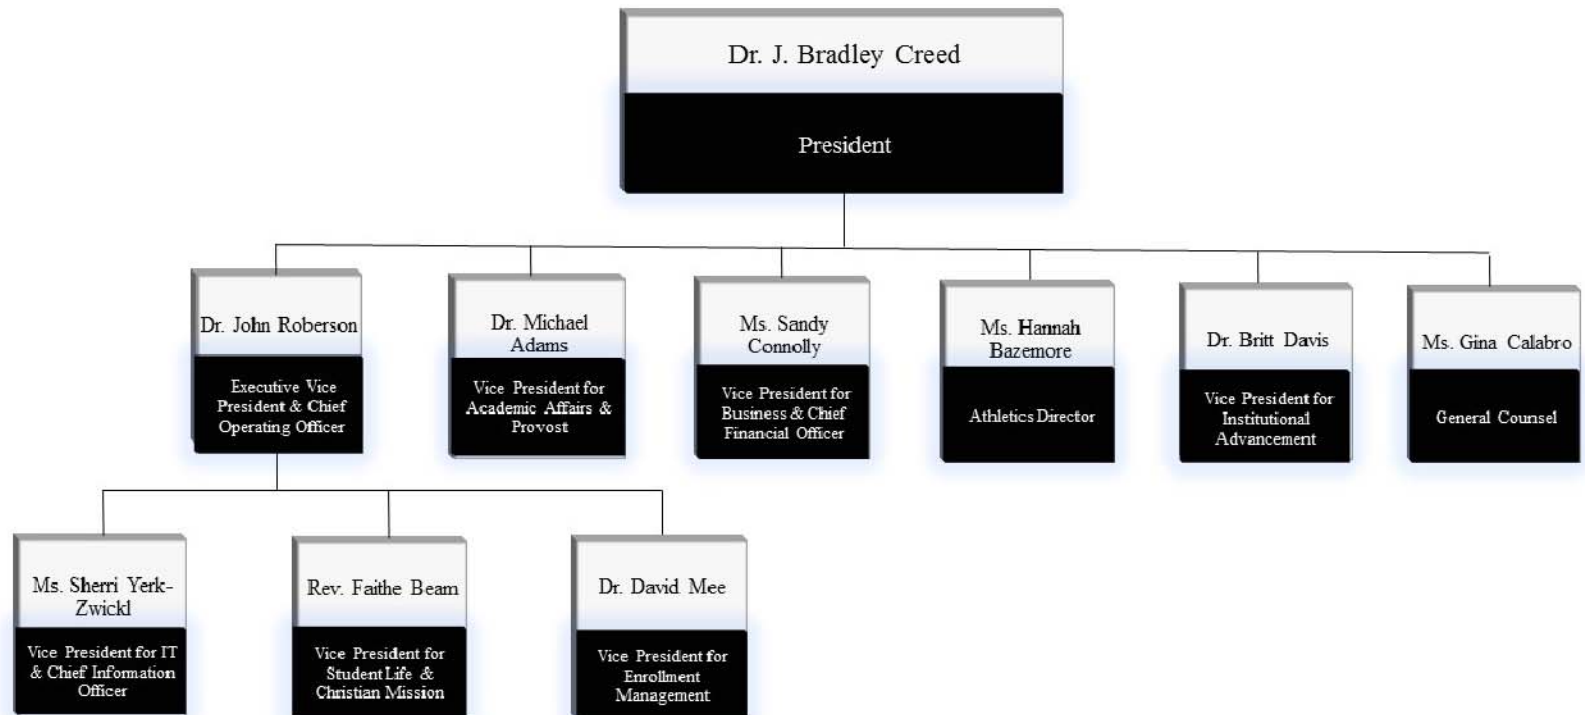 Dr. J. Bradley Creed
President
Dr. John Roberson
Executive Vice
President & Chief
Operating Officer
Dr. Michael
Adams
Vice President for
Academic Affairs &
Provost
Ms. Sandy
Connolly
Vice President for
Business & Chief
Financial Officer
Ms. Hannah
Bazemore
Athletics Director
Dr. Britt Davis
Vice President for
Institutional
Advancement
Ms. Gina Calabro
General Counsel
Ms. Sherri Yerk-
Zwickl
Vice President for IT
& Chief Information
Officer
Rev. Faithe Beam
Vice President for
Student Life &
Christian Mission
Dr. David Mee
Vice President for
Enrollment
Management